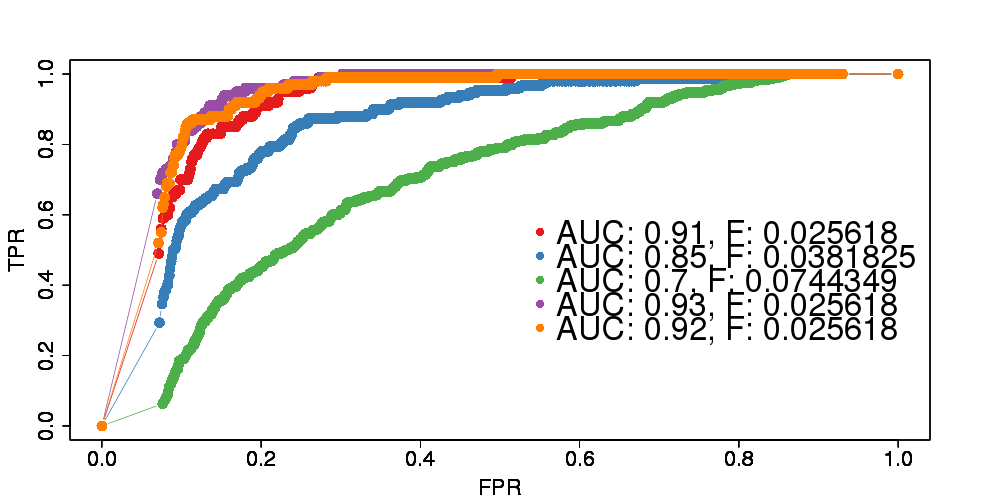 1.0
0.8
0.6
0.4
0.2
0.0
TPR
AUC: 0.91, F: 0.025618
AUC: 0.85, F: 0.0381825
AUC: 0.7, F: 0.0744349
AUC: 0.93, F: 0.025618
AUC: 0.92, F: 0.025618
0.0 0.2 0.4 0.6 0.8 1.0
FPR